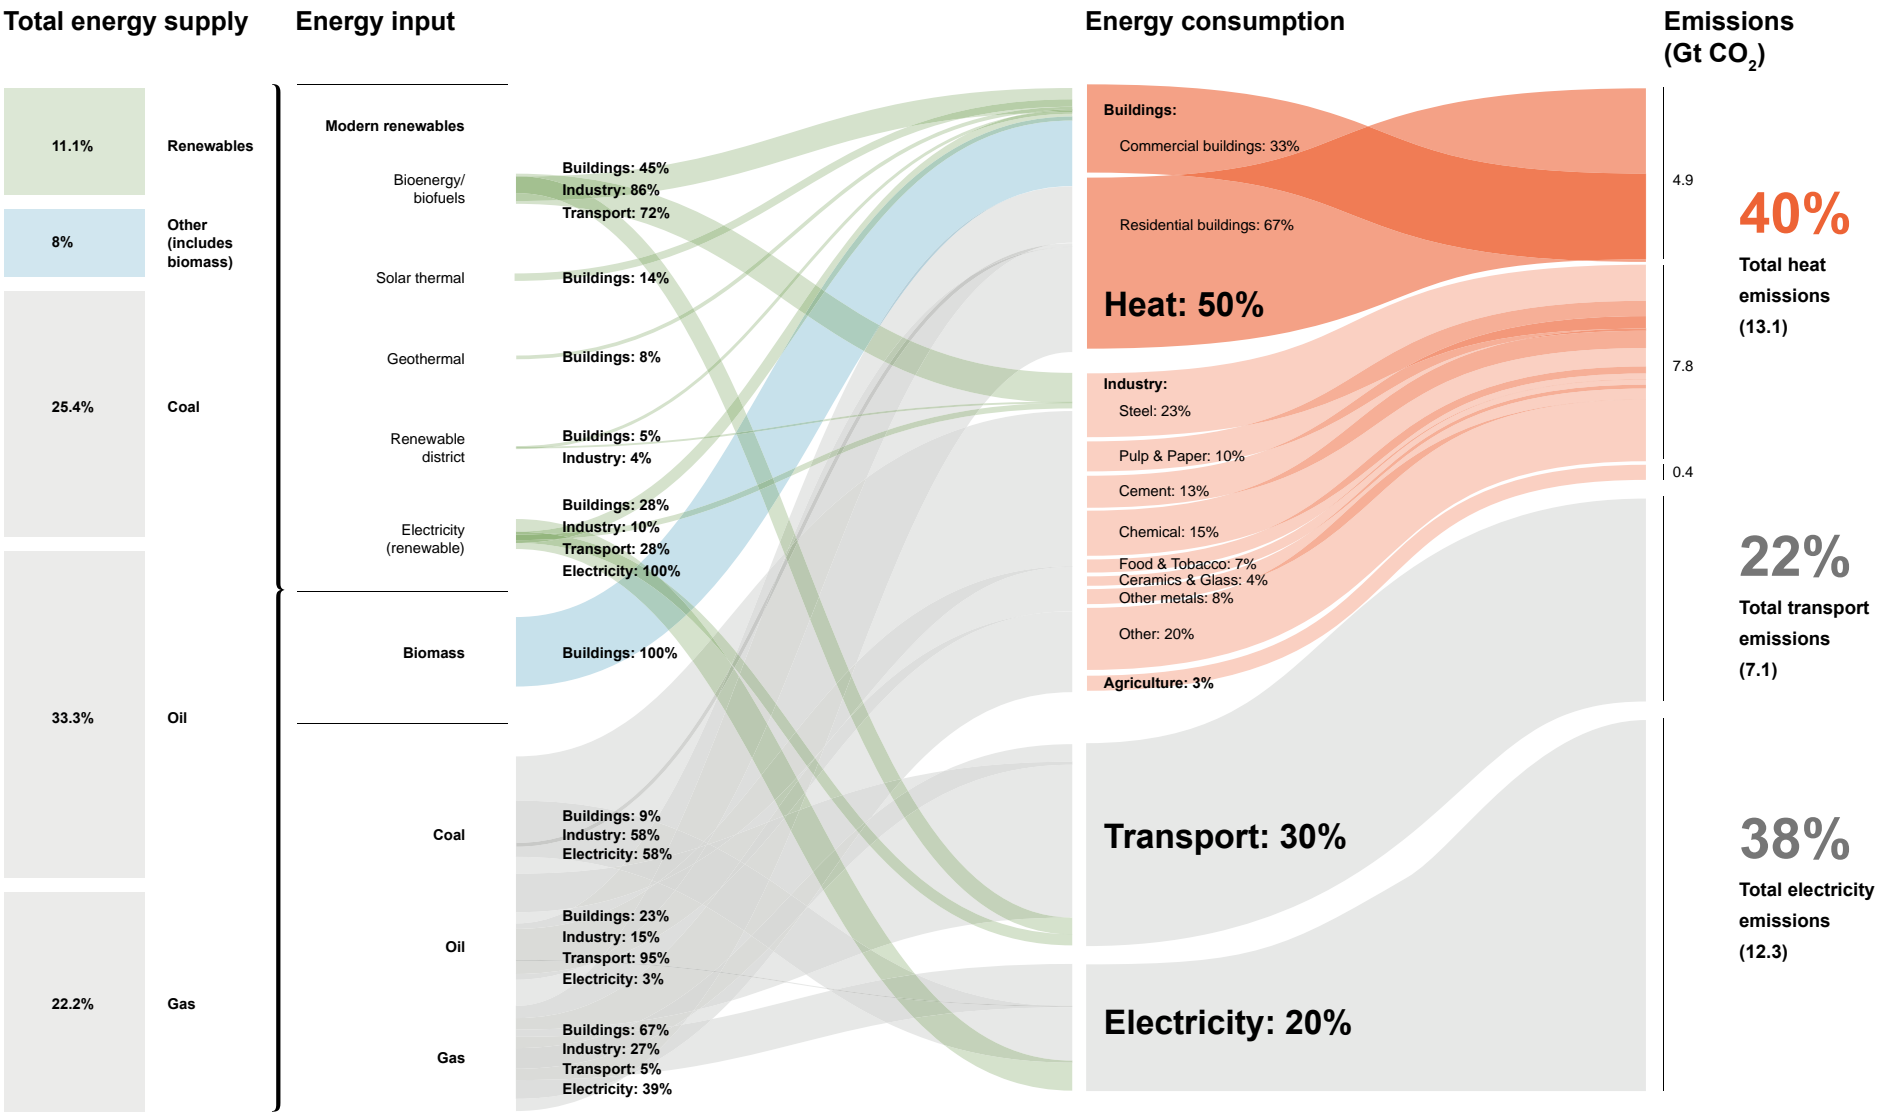 Total energy supply
Energy input
Energy consumption
Emissions
(Gt CO2)
11.1%
Renewables
8%
Other
(includes
biomass)
25.4%
Coal
33.3%
Oil
22.2%
Gas
Modern renewables
Bioenergy/
biofuels
Buildings: 45%
Industry: 86%
Transport: 72%
Solar thermal
Buildings: 14%
Geothermal
Buildings: 8%
Renewable
district
Buildings: 5%
Industry: 4%
Electricity
(renewable)
Buildings: 28%
Industry: 10%
Transport: 28%
Electricity: 100%
Biomass
Buildings: 100%
Coal
Buildings: 9%
Industry: 58%
Electricity: 58%
Oil
Buildings: 23%
Industry: 15%
Transport: 95%
Electricity: 3%
Gas
Buildings: 67%
Industry: 27%
Transport: 5%
Electricity: 39%
Buildings:
Commercial buildings: 33%
Residential buildings: 67%
Heat: 50%
Industry:
Steel: 23%
Pulp & Paper: 10%
Cement: 13%
Chemical: 15%
Food & Tobacco: 7%
Ceramics & Glass: 4%
Other metals: 8%
Other: 20%
Agriculture: 3%
Transport: 30%
Electricity: 20%
4.9
7.8
0.4
40%
Total heat
emissions
(13.1)
22%
Total transport
emissions
(7.1)
38%
Total electricity
emissions
(12.3)